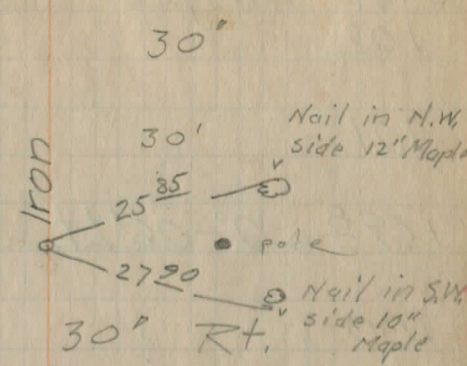 30"
Nail in N.W.
side 12" Maple
30'
Iron
25 85
pole
27 90
Nail in S.W.
side 10"
Maple
30" Rt.